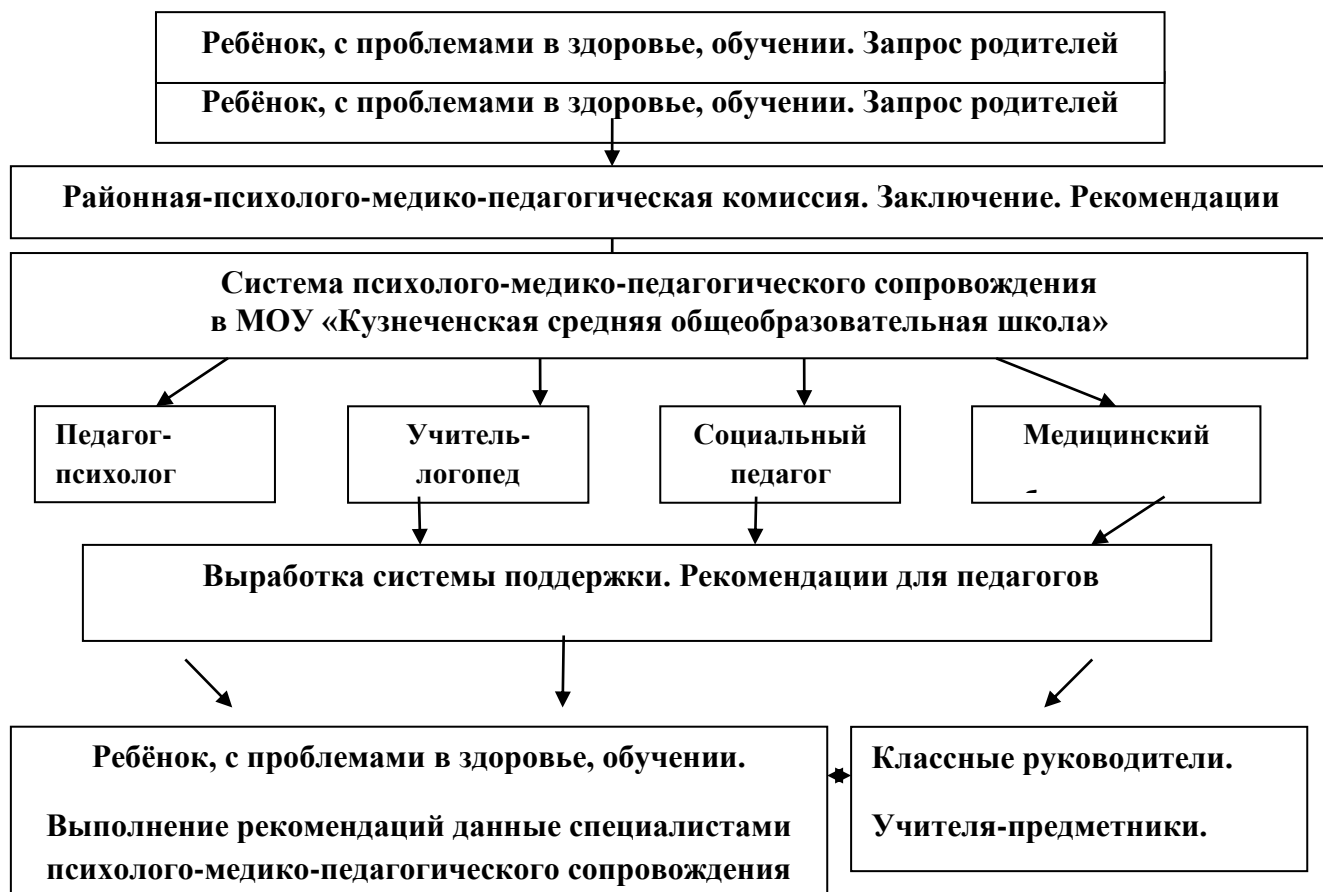 Ребёнок, с проблемами в здоровье, обучении. Запрос родителей
Ребёнок, с проблемами в здоровье, обучении. Запрос родителей
Районная-психолого-медико-педагогическая комиссия. Заключение. Рекомендации
Система психолого-медико-педагогического сопровождения
в МОУ «Кузнеченская средняя общеобразовательная школа»
Педагог-
психолог
Учитель-
логопед
Социальный
педагог
Медицинский
Выработка системы поддержки. Рекомендации для педагогов
Ребёнок, с проблемами в здоровье, обучении.
Выполнение рекомендаций данные специалистами
психолого-медико-педагогического сопровождения
Классные руководители.
Учителя-предметники.